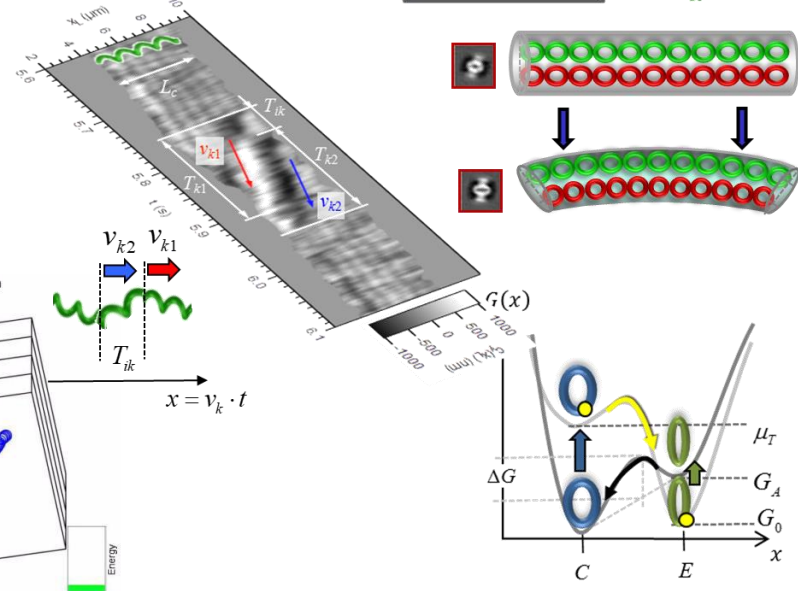 x_L (μm)
2
4
6
8
10
5.6
5.7
5.8
5.9
6.0
6.1
t (s)
L_c
T_ik
v_k1
T_k1
T_k2
v_k2
v_k2 v_k1
T_ik
x = v_k · t
-1000
-500
0
500
1000
G(x)
μ_T
ΔG
G_A
G_0
x
C
E
Energy